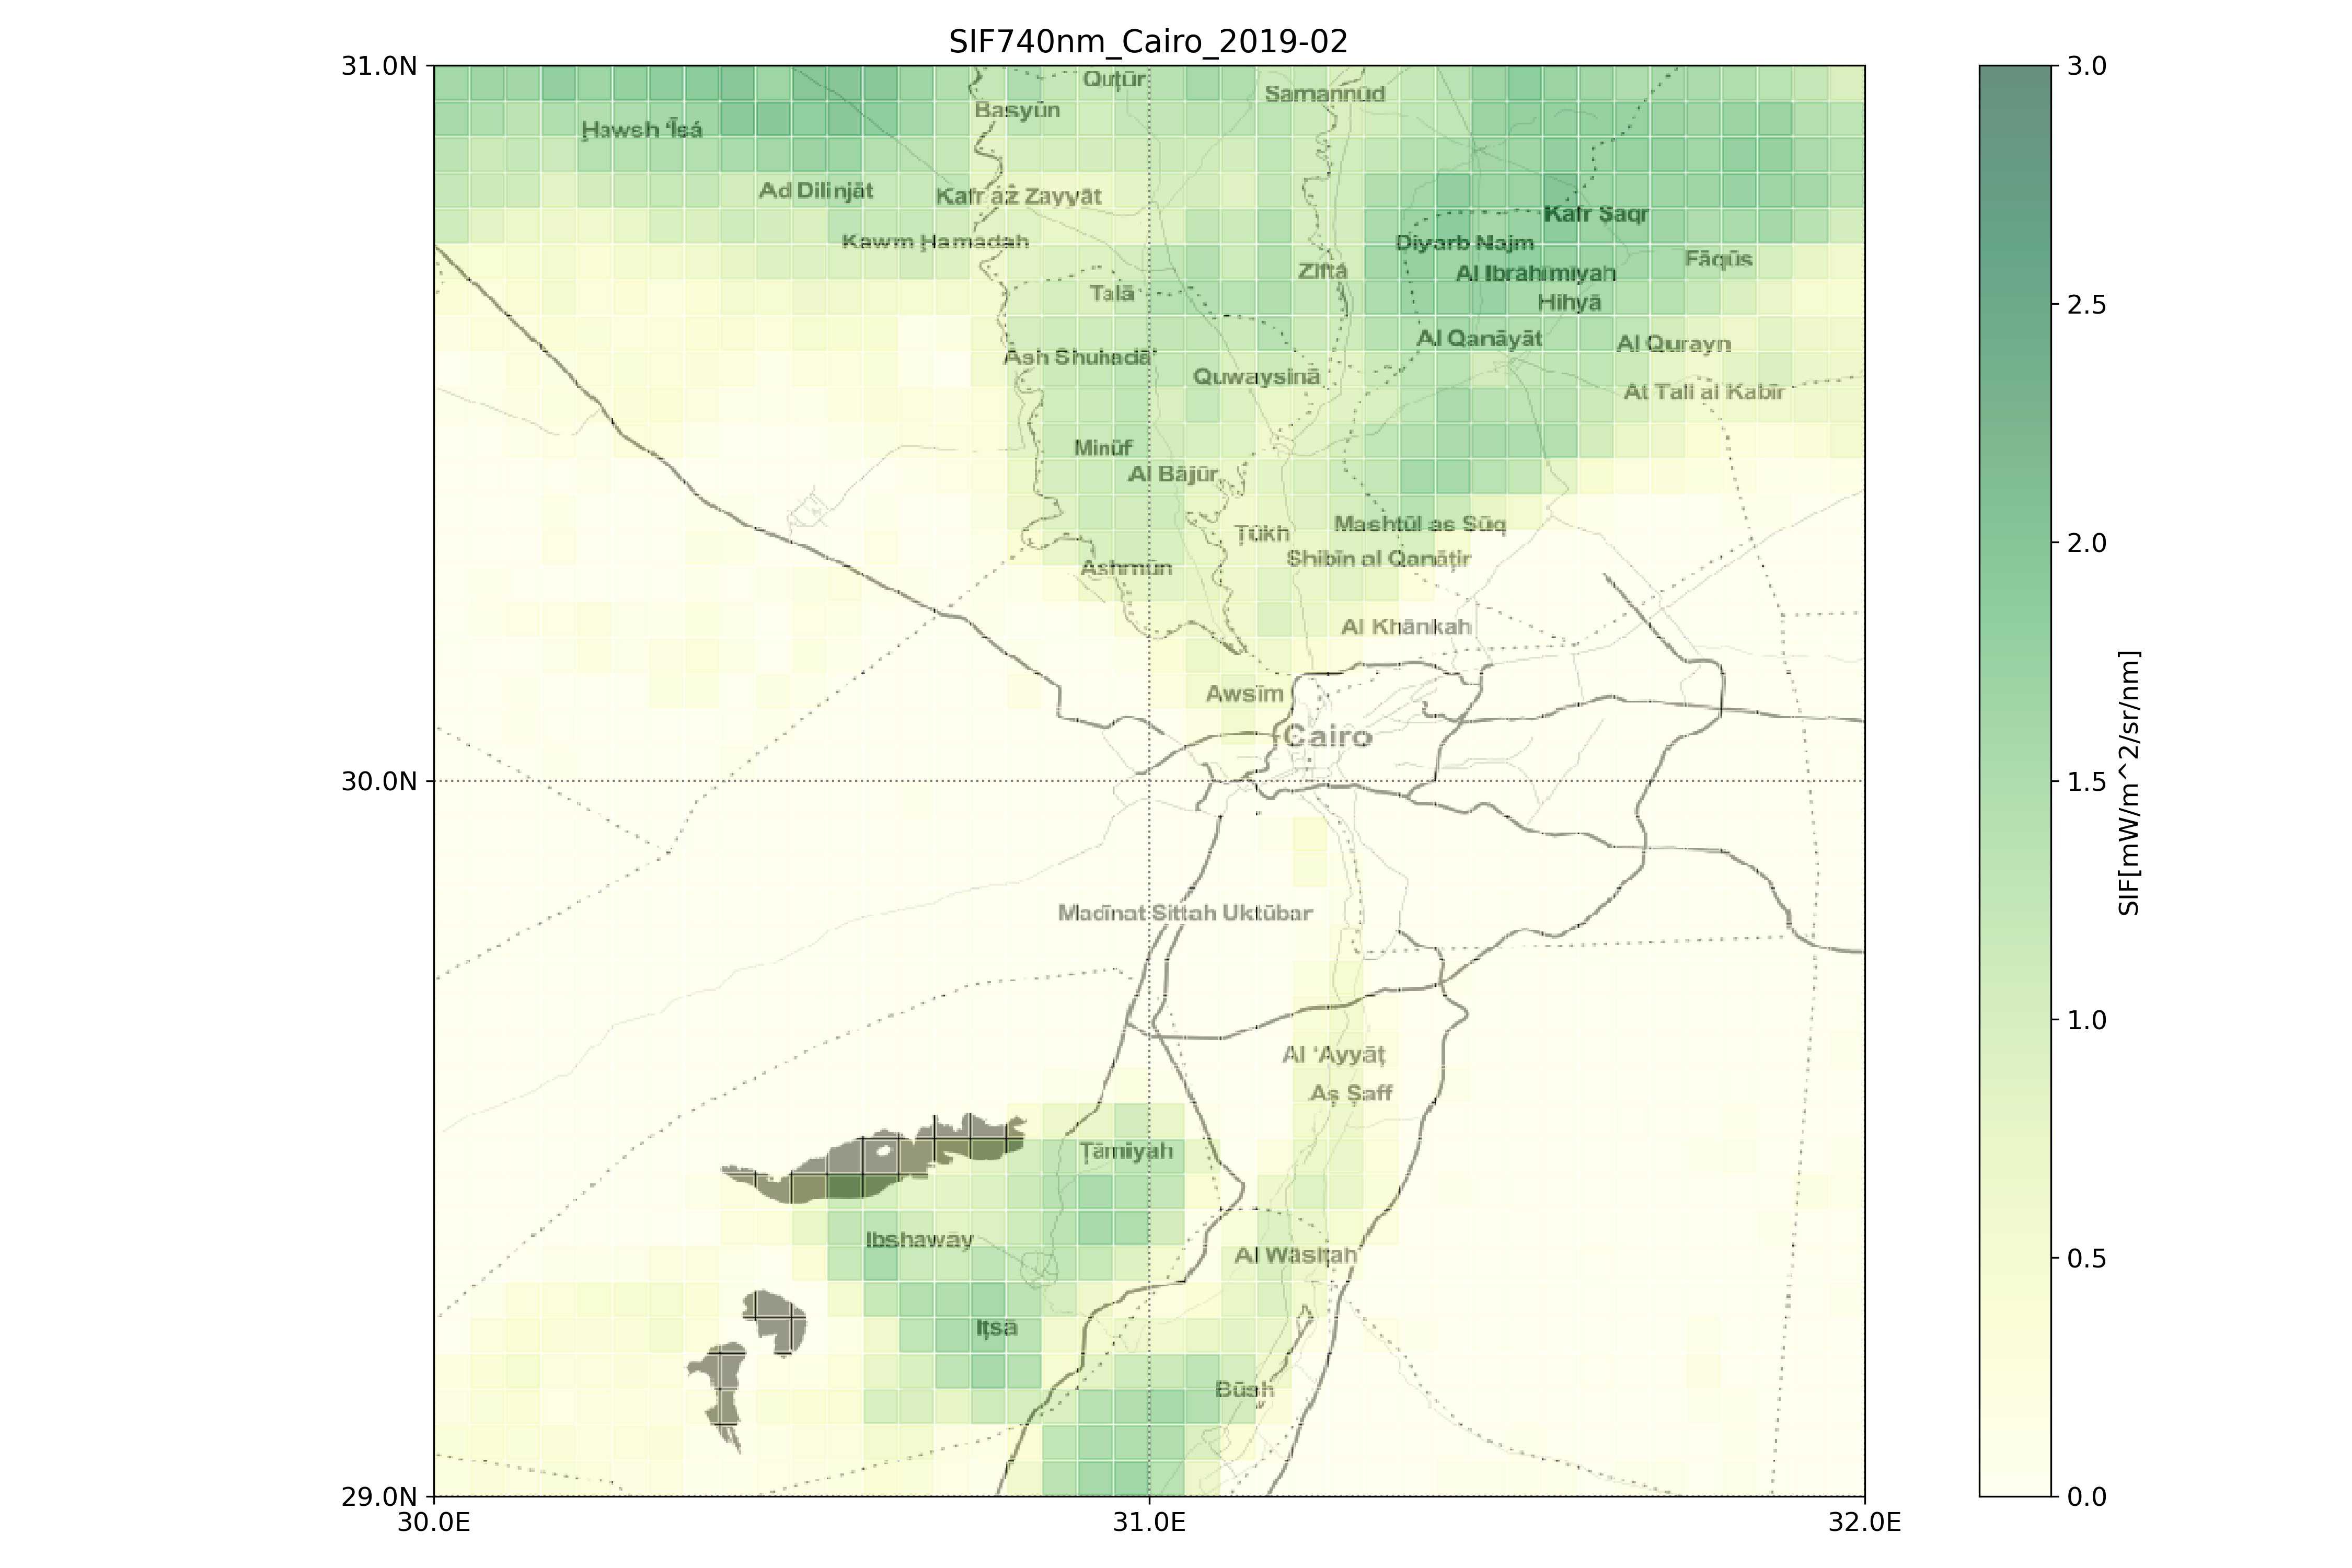 SIF740nm_Cairo_2019-02
31.0N
3.0
Quţūr
Samannūd
Basyūn
Ḩawsh ‘Īsá
Ad Dilinjāt
Kafr az Zayyāt
Kafr Saqr
Kawm Ḩamādah
Diyarb Najm
Fāqūs
Ziftá
Al Ibrāhīmīyah
Talā
Hihyā
2.5
Al Qanāyāt
Al Qurayn
Ash Shuhadā’
Quwaysinā
At Tall al Kabīr
Minūf
Al Bājūr
Mashtūl as Sūq
Ţūkh
2.0
Shibīn al Qanāţir
Ashmūn
Al Khānkah
Awsīm
Cairo
30.0N
1.5
SIF[mW/m^2/sr/nm]
Madīnat Sittah Uktūbar
1.0
Al ‘Ayyāţ
Aş Şaff
Ţāmiyah
Ibshawāy
Al Wāsiţah
0.5
Iţsā
Būsh
29.0N
0.0
30.0E
31.0E
32.0E